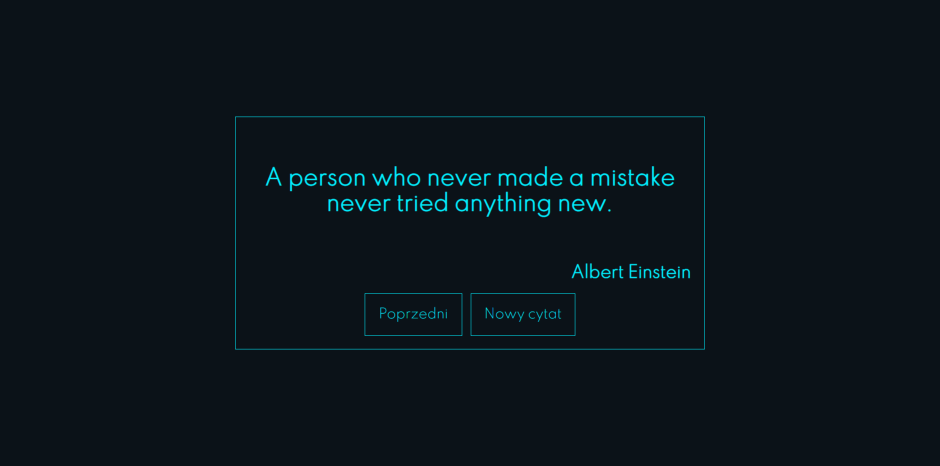 A person who never made a mistake
never tried anything new.
Albert Einstein
Poprzedni
Nowy cytat